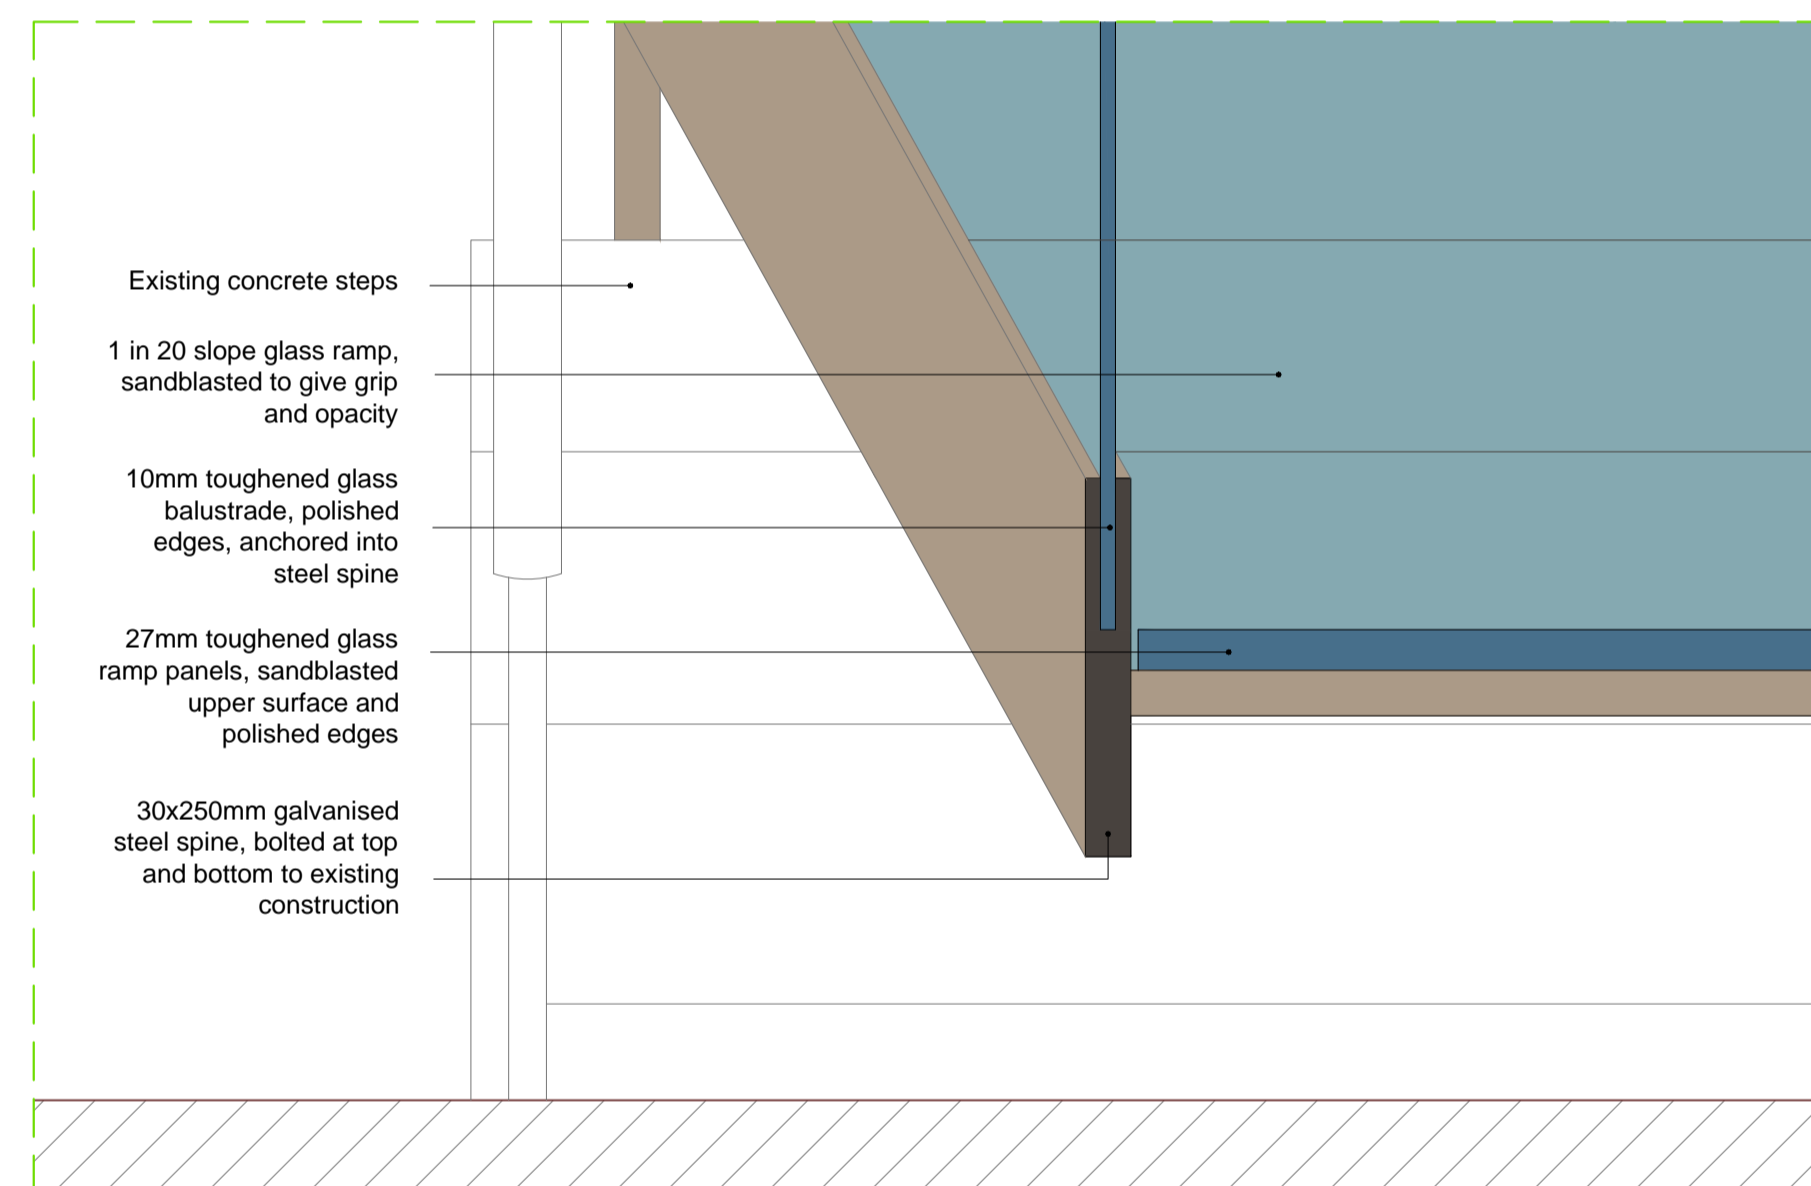 Existing concrete steps
1 in 20 slope glass ramp,
sandblasted to give grip
and opacity
10mm toughened glass
balustrade, polished
edges, anchored into
steel spine
27mm toughened glass
ramp panels, sandblasted
upper surface and
polished edges
30x250mm galvanised
steel spine, bolted at top
and bottom to existing
construction